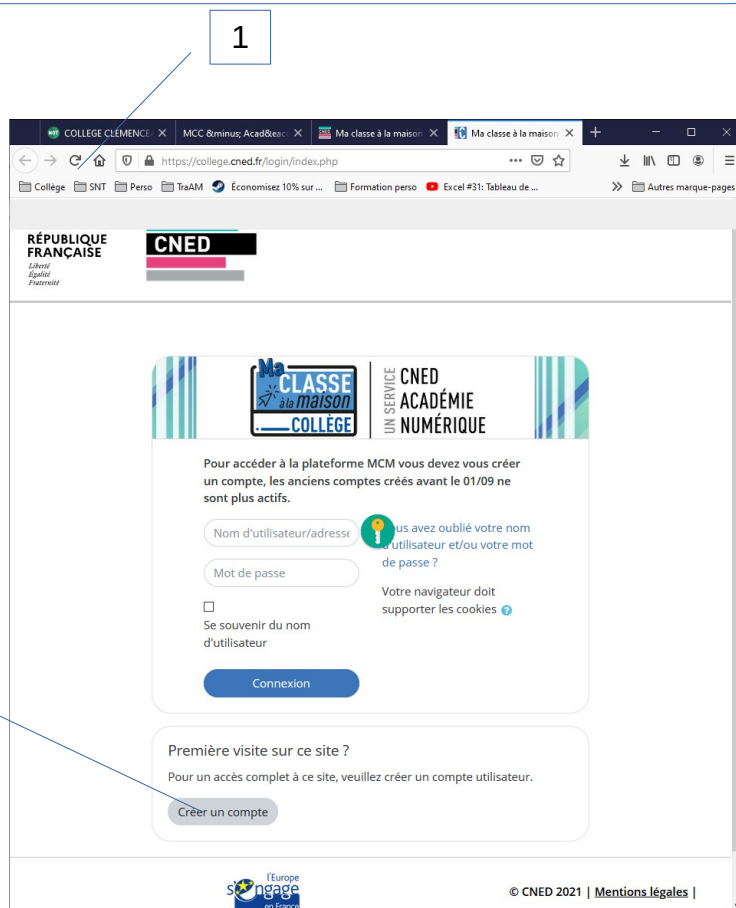 1
COLLEGE CLÉMENCE
MCC &minus; Acad&eac
Ma classe à la maison
Ma classe à la maison
https://college.cned.fr/login/index.php
Collège SNT Perso TraAM Économisez 10% sur ... Formation perso Excel #31: Tableau de ... Autres marque-pages
RÉPUBLIQUE
FRANÇAISE
Liberté
Égalité
Fraternité
CNED
Ma
CLASSE
à la maison
COLLÈGE
UN SERVICE
CNED
ACADÉMIE
NUMÉRIQUE
Pour accéder à la plateforme MCM vous devez vous créer
un compte, les anciens comptes créés avant le 01/09 ne
sont plus actifs.
Nom d'utilisateur/adresse
Mot de passe
Se souvenir du nom
d'utilisateur
Connexion
ous avez oublié votre nom
d'utilisateur et/ou votre mot
de passe ?
Votre navigateur doit
supporter les cookies ?
Première visite sur ce site ?
Pour un accès complet à ce site, veuillez créer un compte utilisateur.
Créer un compte
l'Europe
s'engage
en France
© CNED 2021 | Mentions légales |